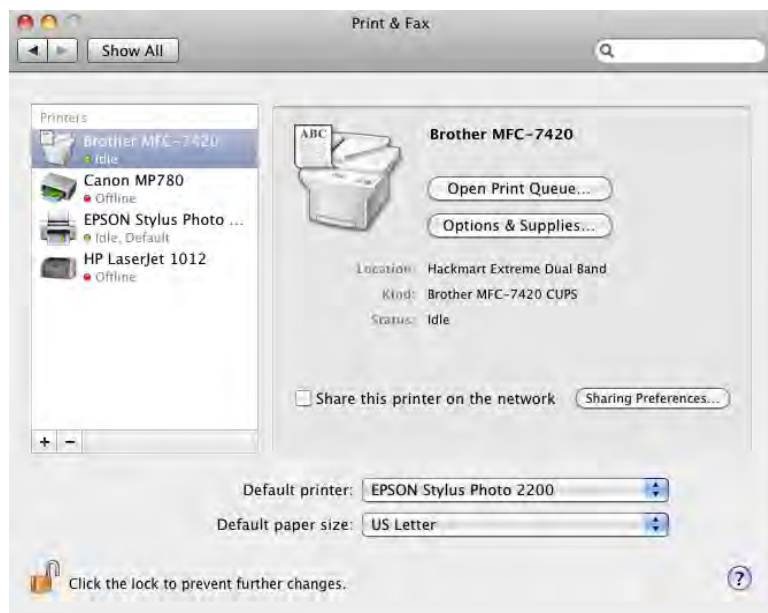 Print & Fax
Show All
Printers
Brother MFC-7420
Idle
Canon MP780
Offline
EPSON Stylus Photo ...
Idle, Default
HP LaserJet 1012
Offline
+ −
ABC
Brother MFC-7420
Open Print Queue...
Options & Supplies...
Location: Hackmart Extreme Dual Band
Kind: Brother MFC-7420 CUPS
Status: Idle
Share this printer on the network
Sharing Preferences...
Default printer: EPSON Stylus Photo 2200
Default paper size: US Letter
Click the lock to prevent further changes.
?